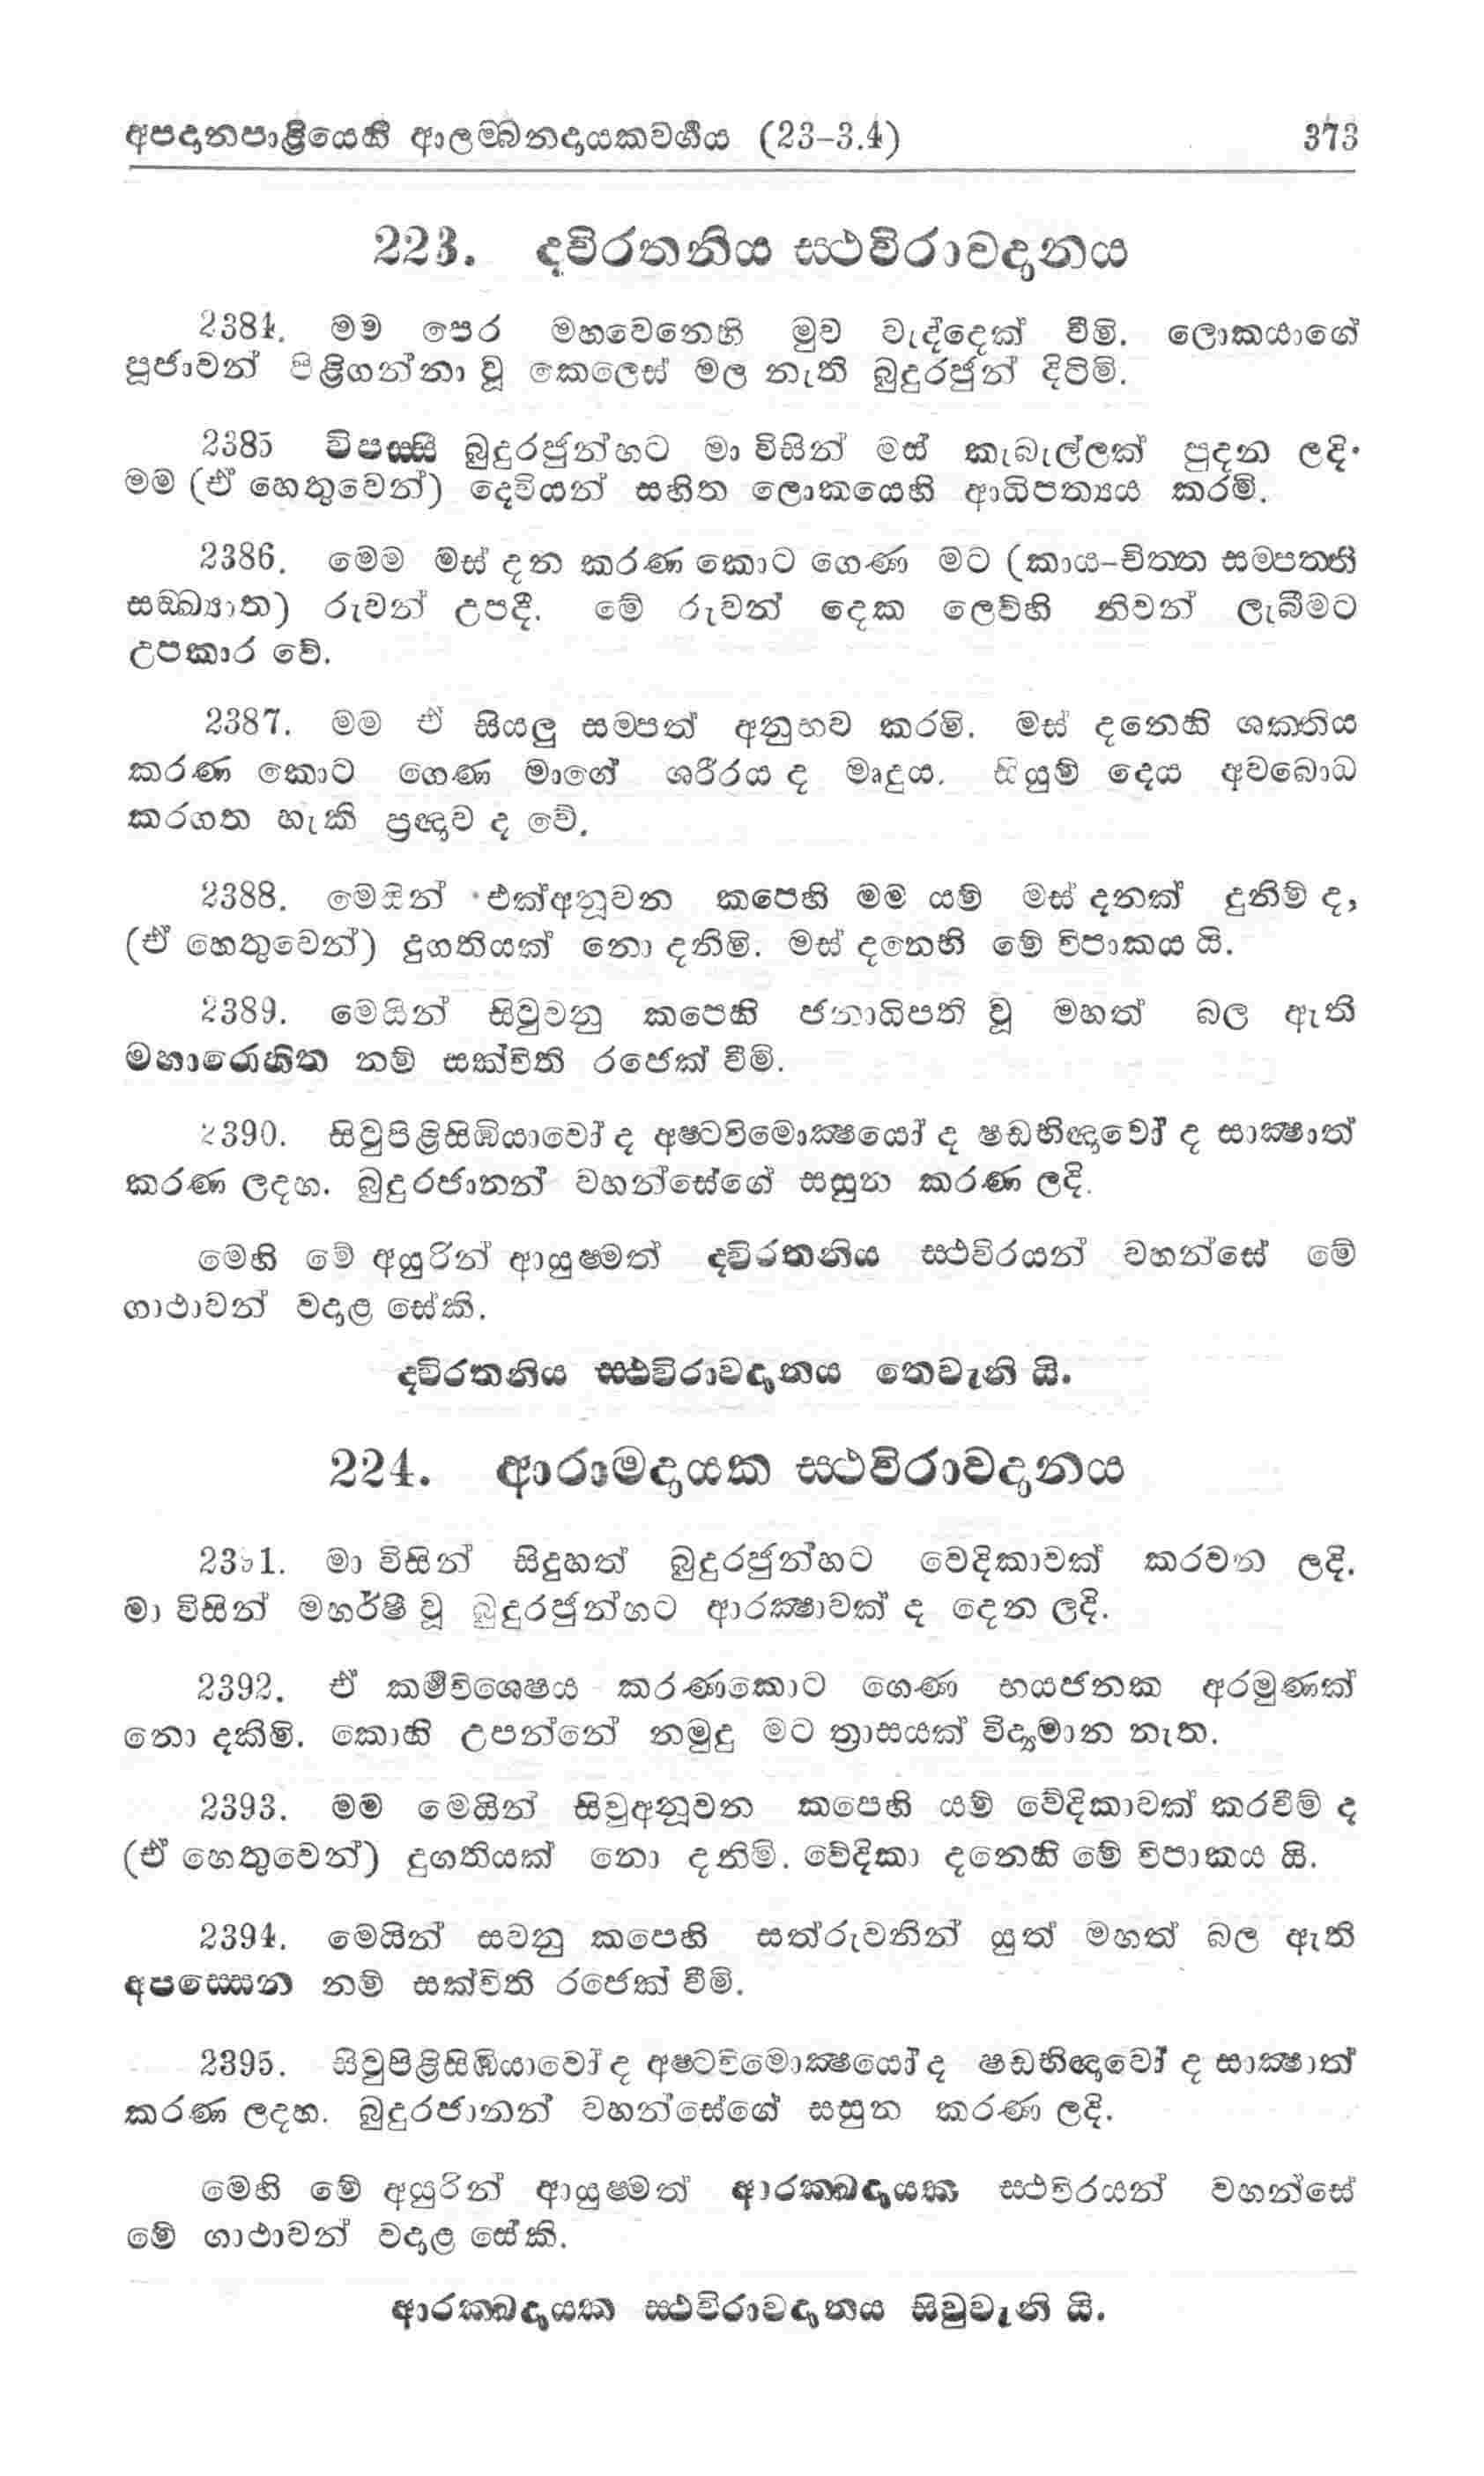 අපදානපාළියෙහි ආලම්බනදායකවර්ගය (23–3.4) 373
223. ද්විරතනිය ස්ථවිරාවදානය
2384. මම පෙර මහවෙනෙහි මුව වැද්දෙක් වීමි. ලොකයාගේ
පූජාවන් පිළිගන්නා වූ කෙලෙස් මල නැති බුදුරජුන් දිටිමි.
2385 විපස්සී බුදුරජුන්හට මා විසින් මස් කැබැල්ලක් පුදන ලදි.
මම (ඒ හෙතුවෙන්) දෙවියන් සහිත ලොකයෙහි ආධිපත්‍යය කරමි.
2386. මෙම මස් දන කරණ කොට ගෙණ මට (කාය–චිත්ත සම්පත්ති
සඞ්ඛ්‍යාත) රුවන් උපදී. මේ රුවන් දෙක ලෙව්හි නිවන් ලැබීමට
උපකාර වේ.
2387. මම ඒ සියලු සම්පත් අනුභව කරමි. මස් දනෙහි ශක්තිය
කරණ කොට ගෙණ මාගේ ශරීරය ද මෘදුය. සියුම් දෙය අවබොධ
කරගත හැකි ප්‍රඥාව ද වේ.
2388. මෙයින් එක්අනූවන කපෙහි මම යම් මස් දනක් දුනිම් ද,
(ඒ හෙතුවෙන්) දුගතියක් නො දනිමි. මස් දනෙහි මේ විපාකය යි.
2389. මෙයින් සිවුවනු කපෙහි ජනාධිපති වූ මහත් බල ඇති
මහාරොහිත නම් සක්විති රජෙක් වීමි.
2390. සිවුපිළිසිඹියාවෝ ද අෂ්ටවිමොක්‍ෂයෝ ද ෂඩභිඥාවෝ ද සාක්‍ෂාත්
කරණ ලදහ. බුදුරජානන් වහන්සේගේ සසුන කරණ ලදි.
මෙහි මේ අයුරින් ආයුෂ්මත් ද්විරතනිය ස්ථවිරයන් වහන්සේ මේ
ගාථාවන් වදාළ සේකි.
ද්විරතනිය ස්ථවිරාවදානය තෙවැනි යි.
224. ආරාමදායක ස්ථවිරාවදානය
2391. මා විසින් සිදුහත් බුදුරජුන්හට වෙදිකාවක් කරවන ලදි.
මා විසින් මහර්ෂී වූ බුදුරජුන්හට ආරක්‍ෂාවක් ද දෙන ලදි.
2392. ඒ කර්මවිශෙෂය කරණකොට ගෙණ භයජනක අරමුණක්
නො දකිමි. කොහි උපන්නේ නමුදු මට ත්‍රාසයක් විද්‍යමාන නැත.
2393. මම මෙයින් සිවුඅනූවන කපෙහි යම් වේදිකාවක් කරවීම් ද
(ඒ හෙතුවෙන්) දුගතියක් නො දනිමි. වේදිකා දනෙහි මේ විපාකය යි.
2394. මෙයින් සවනු කපෙහි සත්රුවනින් යුත් මහත් බල ඇති
අපස්සෙන නම් සක්විති රජෙක් වීමි.
2395. සිවුපිළිසිඹියාවෝ ද අෂ්ටවිමොක්‍ෂයෝ ද ෂඩභිඥාවෝ ද සාක්‍ෂාත්
කරණ ලදහ. බුදුරජානන් වහන්සේගේ සසුන කරණ ලදි.
මෙහි මේ අයුරින් ආයුෂ්මත් ආරක්ඛදායක ස්ථවිරයන් වහන්සේ
මේ ගාථාවන් වදාළ සේකි.
ආරක්ඛදායක ස්ථවිරාවදානය සිවුවැනි යි.